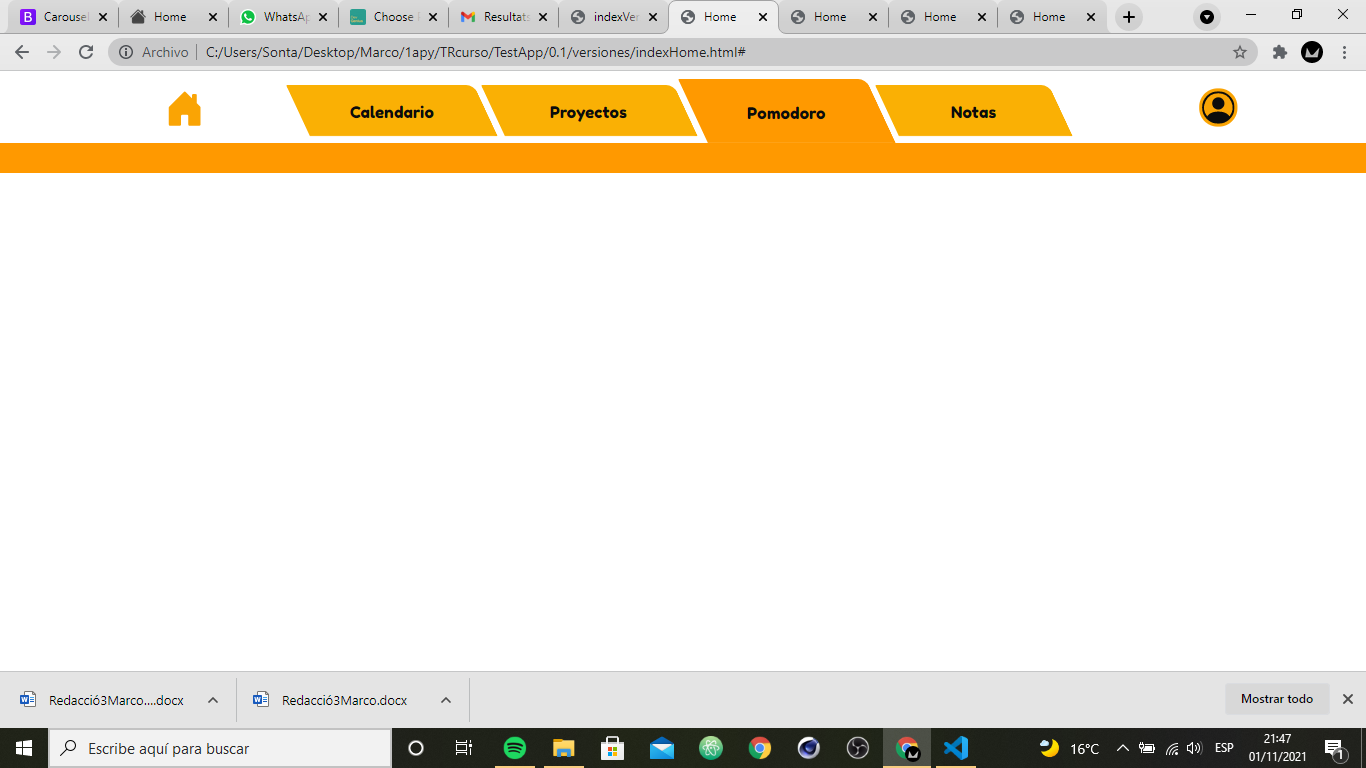 Carousel
Home
WhatsAp
Choose
Resultats
indexVer
Home
Home
Home
Home
Archivo
C:/Users/Sonta/Desktop/Marco/1apy/TRcurso/TestApp/0.1/versiones/indexHome.html#
Calendario
Proyectos
Pomodoro
Notas
Redacció3Marco....docx
Redacció3Marco.docx
Mostrar todo
Escribe aquí para buscar
16°C
ESP
21:47
01/11/2021
1